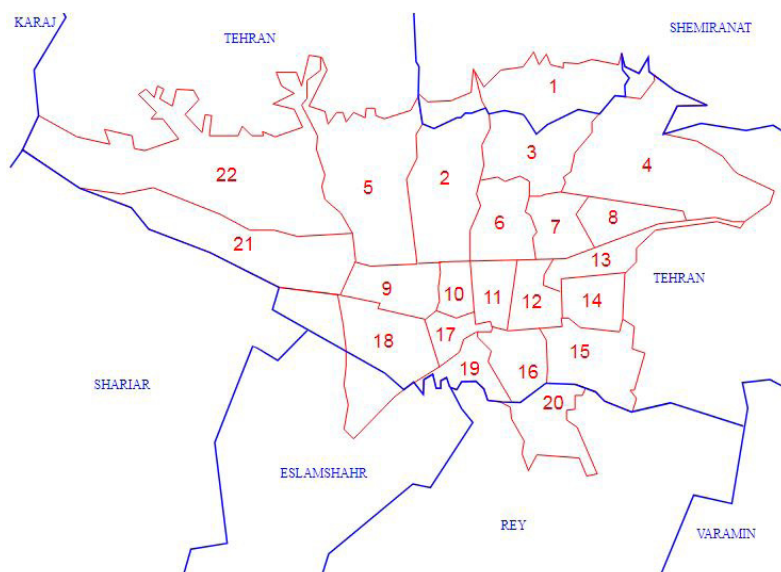 KARAJ
SHEMIRANAT
TEHRAN
1
3
4
22
5
2
6
7
8
21
13
TEHRAN
9
10
11
12
14
17
18
15
19
16
SHARIAR
20
ESLAMSHAHR
REY
VARAMIN